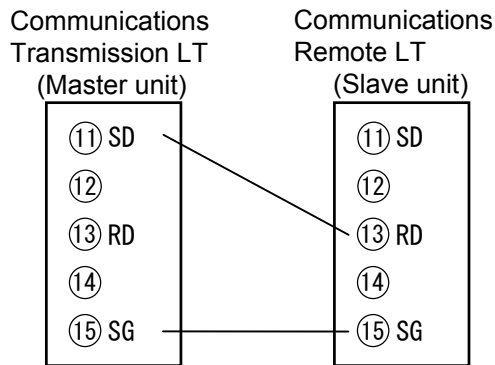 Communications
Transmission LT
(Master unit)
⑪ SD
⑫
⑬ RD
⑭
⑮ SG
Communications
Remote LT
(Slave unit)
⑪ SD
⑫
⑬ RD
⑭
⑮ SG